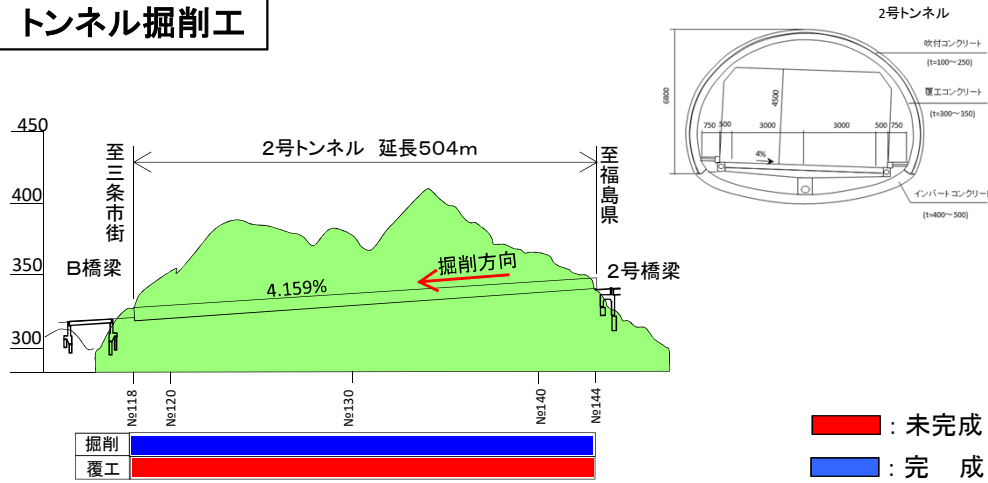 トンネル掘削工
2号トンネル
吹付コンクリート
(t=100～250)
覆工コンクリート
(t=300～350)
インバートコンクリート
(t=400～500)
6800
4500
750 500 3000 3000 500 750
4%
450
400
350
300
至三条市街
2号トンネル 延長504m
至福島県
B橋梁
掘削方向
2号橋梁
4.159%
№118
№120
№130
№140
№144
掘削
覆工
：未完成
：完 成